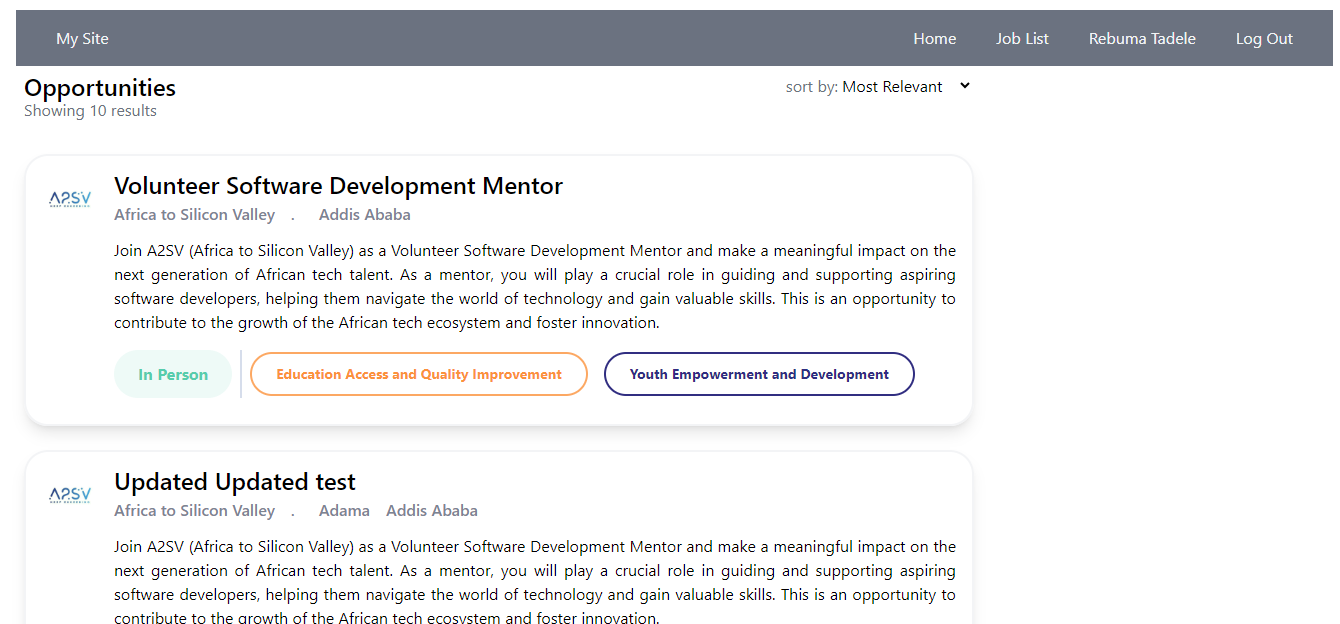 My Site Home Job List Rebuma Tadele Log Out
Opportunities sort by: Most Relevant
Showing 10 results
A2SV Volunteer Software Development Mentor
Africa to Silicon Valley . Addis Ababa
Join A2SV (Africa to Silicon Valley) as a Volunteer Software Development Mentor and make a meaningful impact on the
next generation of African tech talent. As a mentor, you will play a crucial role in guiding and supporting aspiring
software developers, helping them navigate the world of technology and gain valuable skills. This is an opportunity to
contribute to the growth of the African tech ecosystem and foster innovation.
In Person Education Access and Quality Improvement Youth Empowerment and Development
A2SV Updated Updated test
Africa to Silicon Valley . Adama Addis Ababa
Join A2SV (Africa to Silicon Valley) as a Volunteer Software Development Mentor and make a meaningful impact on the
next generation of African tech talent. As a mentor, you will play a crucial role in guiding and supporting aspiring
software developers, helping them navigate the world of technology and gain valuable skills. This is an opportunity to
contribute to the growth of the African tech ecosystem and foster innovation.